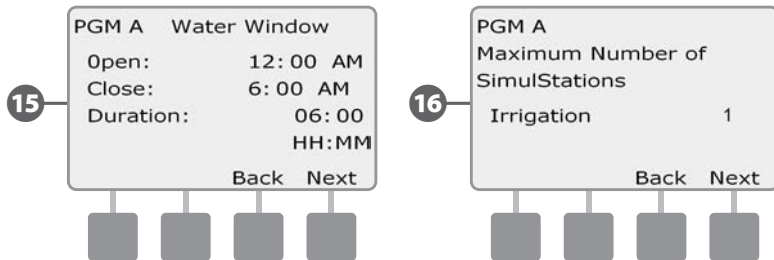 15
PGM A Water Window
Open: 12:00 AM
Close: 6:00 AM
Duration: 06:00
HH:MM
Back Next
16
PGM A
Maximum Number of
SimulStations
Irrigation 1
Back Next